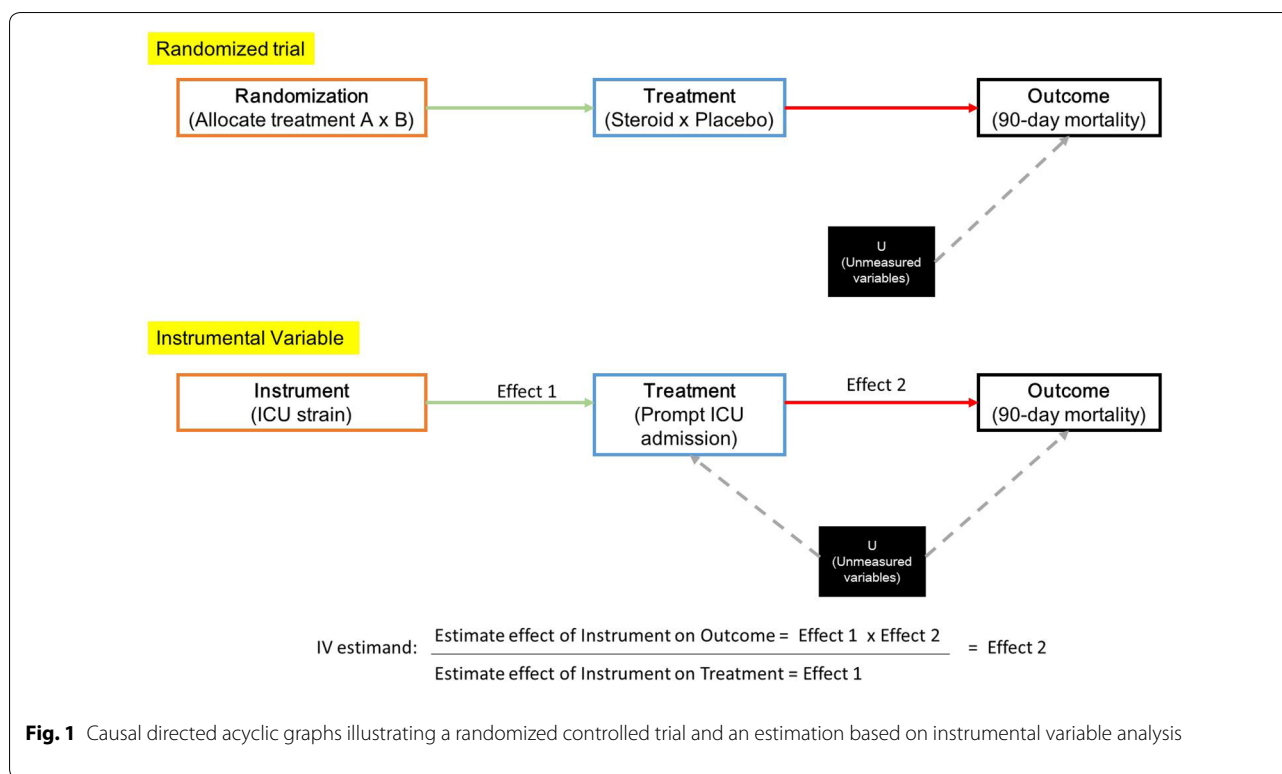 Randomized trial
Randomization
(Allocate treatment A x B)
Treatment
(Steroid x Placebo)
Outcome
(90-day mortality)
U
(Unmeasured
variables)
Instrumental Variable
Instrument
(ICU strain)
Effect 1
Treatment
(Prompt ICU
admission)
Effect 2
Outcome
(90-day mortality)
U
(Unmeasured
variables)
IV estimand:
Estimate effect of Instrument on Outcome = Effect 1 x Effect 2
Estimate effect of Instrument on Treatment = Effect 1
= Effect 2
Fig. 1 Causal directed acyclic graphs illustrating a randomized controlled trial and an estimation based on instrumental variable analysis